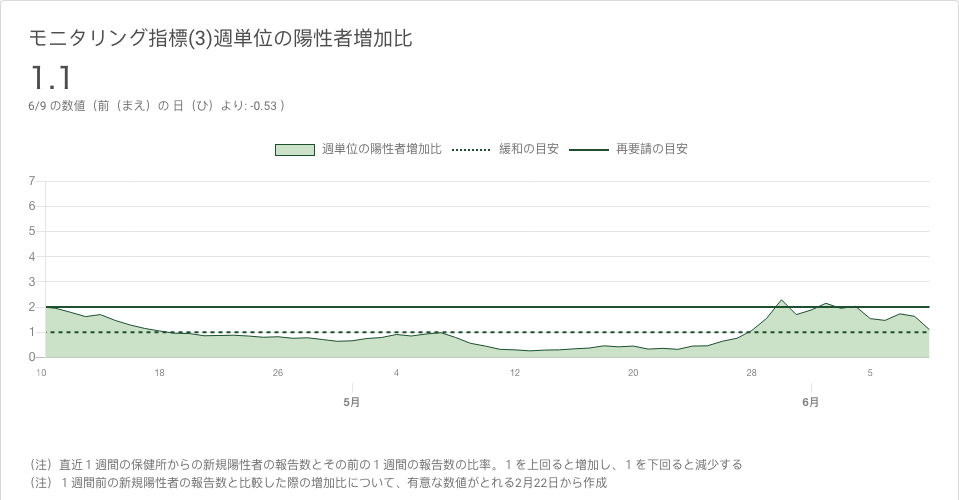 モニタリング指標(3)週単位の陽性者増加比
1.1
6/9 の数値（前（まえ）の 日（ひ）より: -0.53 ）
週単位の陽性者増加比 緩和の目安 再要請の目安
7
6
5
4
3
2
1
0
10 18 26 4 12 20 28 5
5月 6月
（注）直近１週間の保健所からの新規陽性者の報告数とその前の１週間の報告数の比率。１を上回ると増加し、１を下回ると減少する
（注）１週間前の新規陽性者の報告数と比較した際の増加比について、有意な数値がとれる2月22日から作成